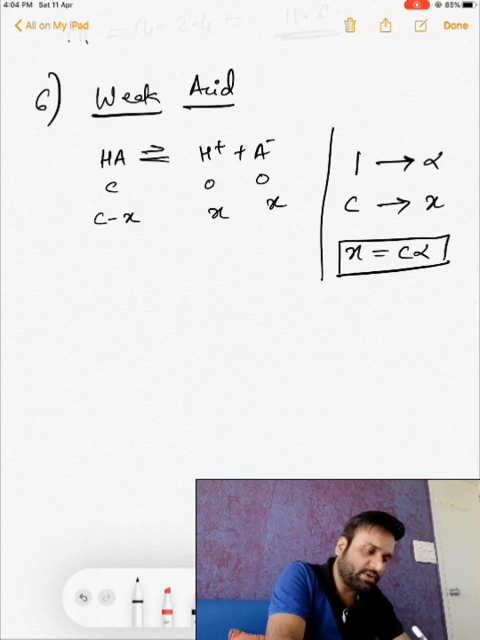 4:04 PM Sat 11 Apr 85%
All on My iPad Done
6) Weak Acid
HA ⇌ H⁺ + A⁻
c 0 0
c-x x x
1 → α
c → x
x = cα